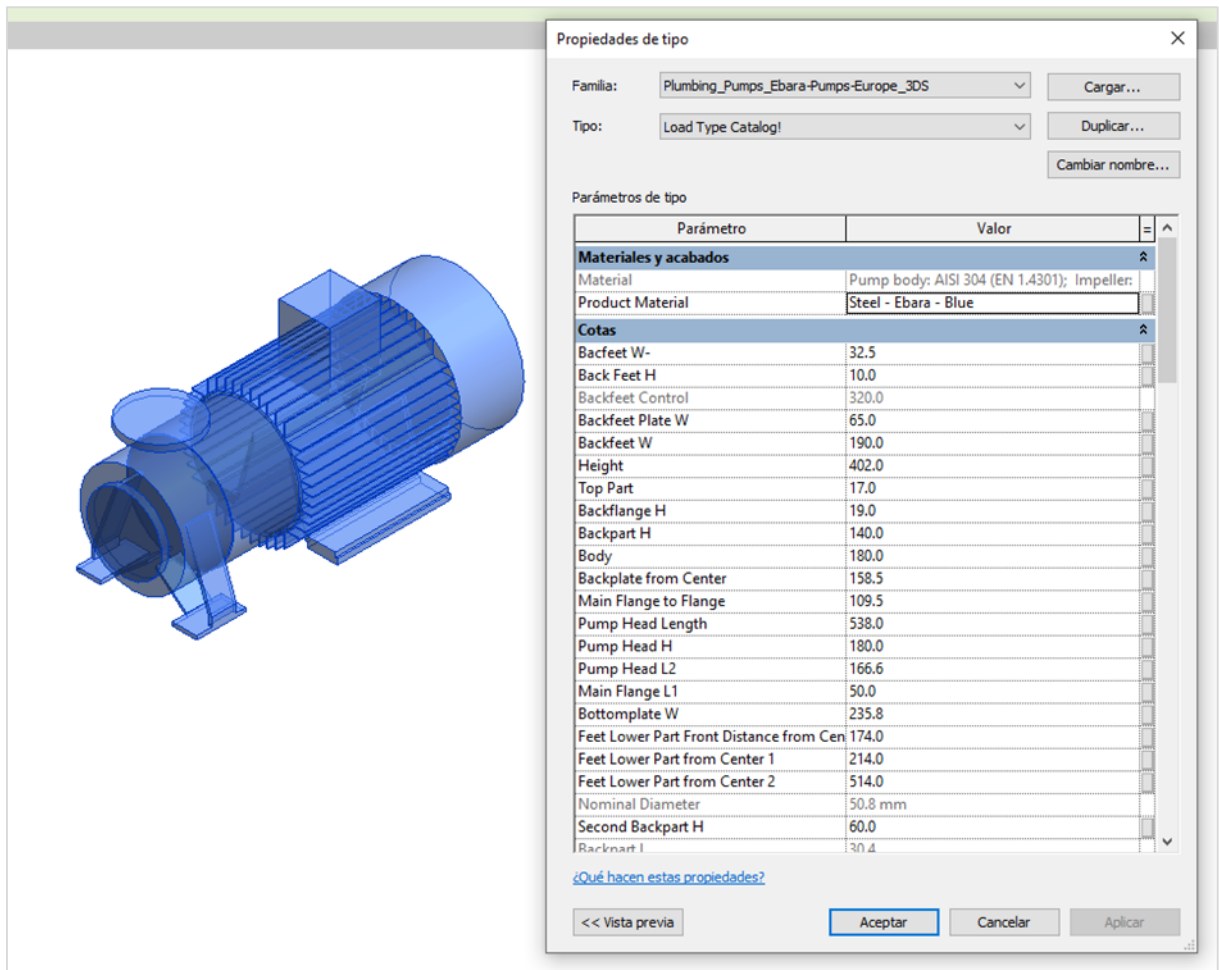 Propiedades de tipo
Familia: Plumbing_Pumps_Ebara-Pumps-Europe_3DS Cargar...
Tipo: Load Type Catalog! Duplicar...
Cambiar nombre...
Parámetros de tipo
Parámetro Valor =
Materiales y acabados
Material Pump body: AISI 304 (EN 1.4301); Impeller:
Product Material Steel - Ebara - Blue
Cotas
Bacfeet W- 32.5
Back Feet H 10.0
Backfeet Control 320.0
Backfeet Plate W 65.0
Backfeet W 190.0
Height 402.0
Top Part 17.0
Backflange H 19.0
Backpart H 140.0
Body 180.0
Backplate from Center 158.5
Main Flange to Flange 109.5
Pump Head Length 538.0
Pump Head H 180.0
Pump Head L2 166.6
Main Flange L1 50.0
Bottomplate W 235.8
Feet Lower Part Front Distance from Cen 174.0
Feet Lower Part from Center 1 214.0
Feet Lower Part from Center 2 514.0
Nominal Diameter 50.8 mm
Second Backpart H 60.0
Backpart L 30.4
¿Qué hacen estas propiedades?
<< Vista previa Aceptar Cancelar Aplicar